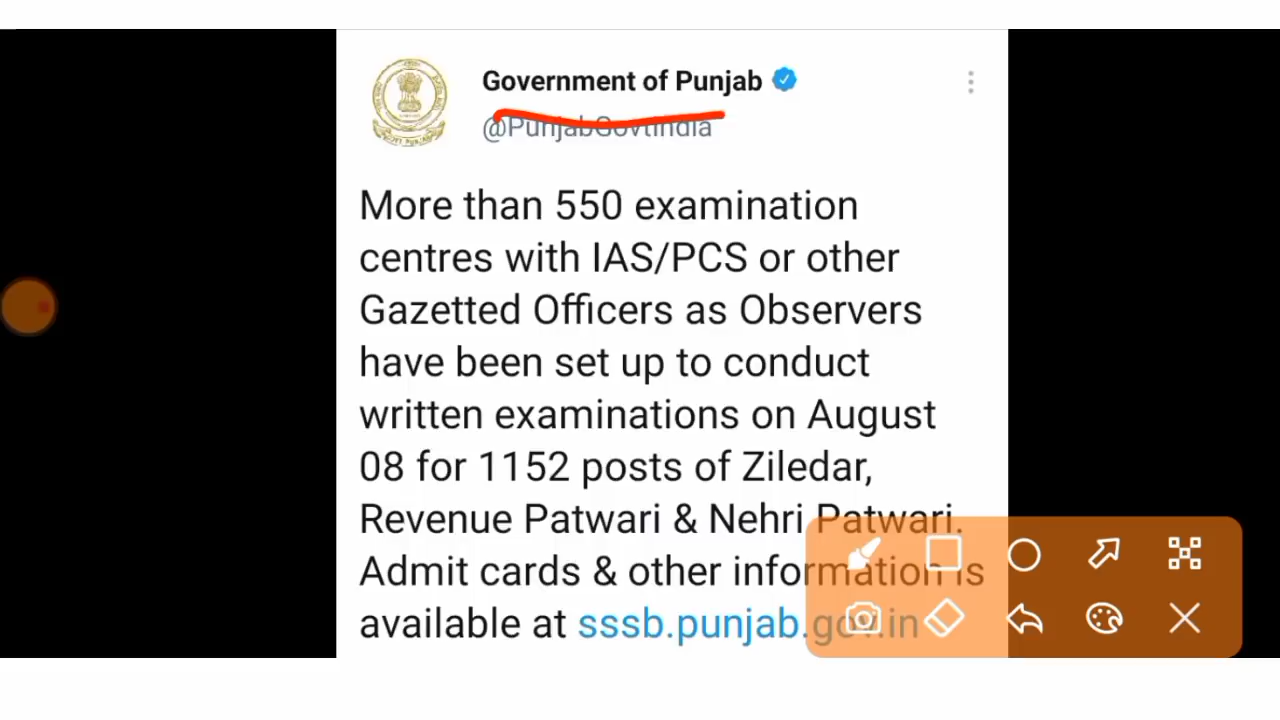 Government of Punjab
@PunjabGovtIndia
More than 550 examination
centres with IAS/PCS or other
Gazetted Officers as Observers
have been set up to conduct
written examinations on August
08 for 1152 posts of Ziledar,
Revenue Patwari & Nehri Patwari.
Admit cards & other information is
available at sssb.punjab.gov.in